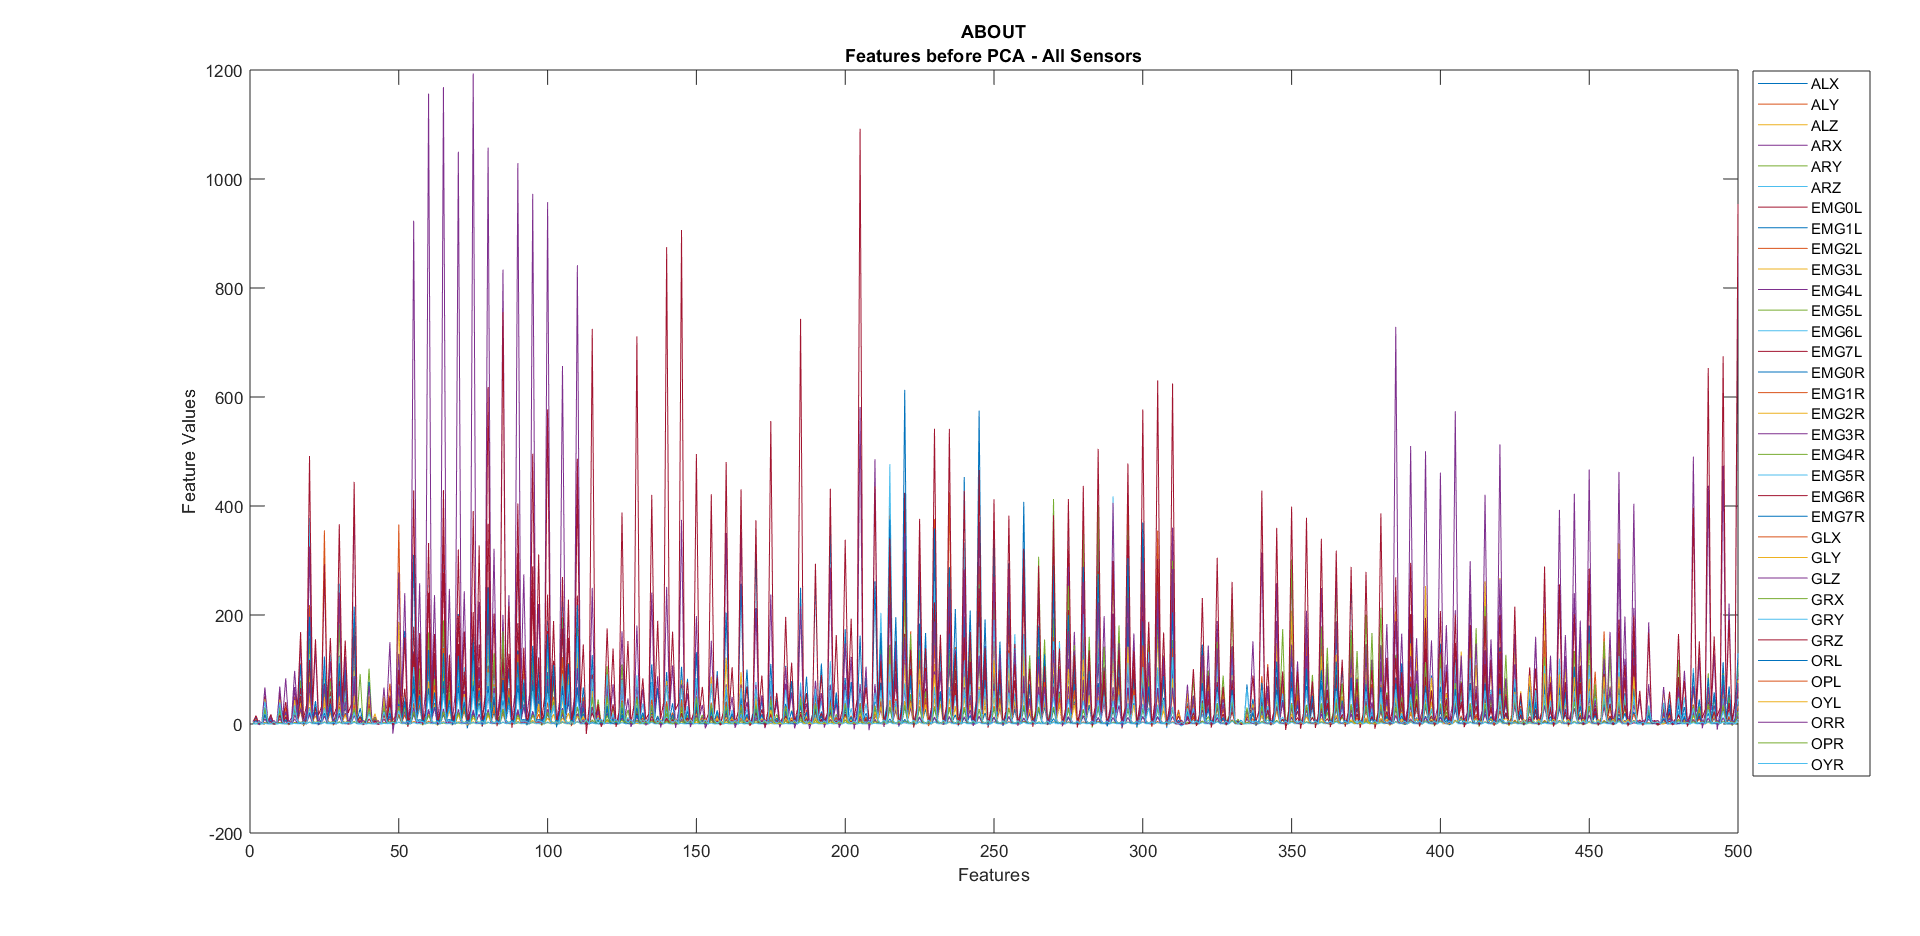 ABOUT
Features before PCA - All Sensors
1200
1000
800
600
400
200
0
-200
Feature Values
0 50 100 150 200 250 300 350 400 450 500
Features
ALX
ALY
ALZ
ARX
ARY
ARZ
EMG0L
EMG1L
EMG2L
EMG3L
EMG4L
EMG5L
EMG6L
EMG7L
EMG0R
EMG1R
EMG2R
EMG3R
EMG4R
EMG5R
EMG6R
EMG7R
GLX
GLY
GLZ
GRX
GRY
GRZ
ORL
OPL
OYL
ORR
OPR
OYR